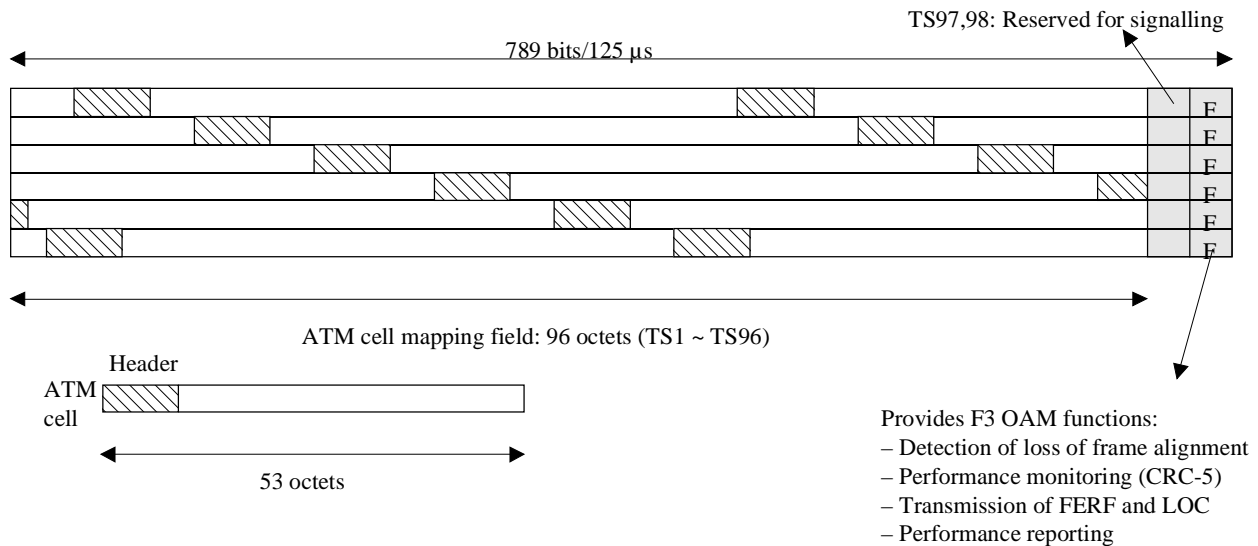 TS97,98: Reserved for signalling
789 bits/125 µs
F
F
F
F
F
F
ATM cell mapping field: 96 octets (TS1 ~ TS96)
Header
ATM
cell
53 octets
Provides F3 OAM functions:
– Detection of loss of frame alignment
– Performance monitoring (CRC-5)
– Transmission of FERF and LOC
– Performance reporting